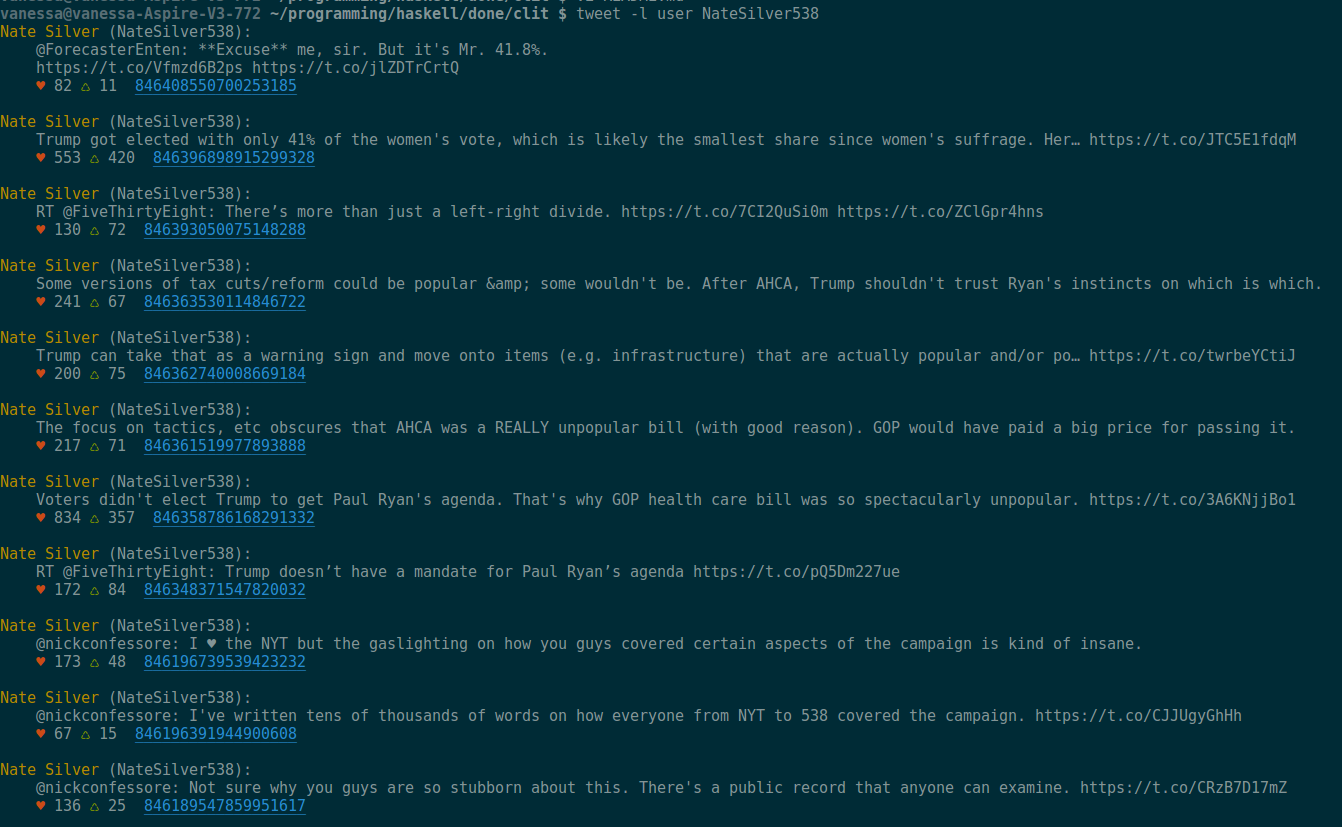 vanessa@vanessa-Aspire-V3-772 ~/programming/haskell/done/clit $ tweet -l user NateSilver538
Nate Silver (NateSilver538):
@ForecasterEnten: **Excuse** me, sir. But it's Mr. 41.8%.
https://t.co/Vfmzd6B2ps https://t.co/jlZDTrCrtQ
♥ 82 ♺ 11 846408550700253185
Nate Silver (NateSilver538):
Trump got elected with only 41% of the women's vote, which is likely the smallest share since women's suffrage. Her… https://t.co/JTC5E1fdqM
♥ 553 ♺ 420 846396898915299328
Nate Silver (NateSilver538):
RT @FiveThirtyEight: There’s more than just a left-right divide. https://t.co/7CI2QuSi0m https://t.co/ZClGpr4hns
♥ 130 ♺ 72 846393050075148288
Nate Silver (NateSilver538):
Some versions of tax cuts/reform could be popular &amp; some wouldn't be. After AHCA, Trump shouldn't trust Ryan's instincts on which is which.
♥ 241 ♺ 67 846363530114846722
Nate Silver (NateSilver538):
Trump can take that as a warning sign and move onto items (e.g. infrastructure) that are actually popular and/or po… https://t.co/twrbeYCtiJ
♥ 200 ♺ 75 846362740008669184
Nate Silver (NateSilver538):
The focus on tactics, etc obscures that AHCA was a REALLY unpopular bill (with good reason). GOP would have paid a big price for passing it.
♥ 217 ♺ 71 846361519977893888
Nate Silver (NateSilver538):
Voters didn't elect Trump to get Paul Ryan's agenda. That's why GOP health care bill was so spectacularly unpopular. https://t.co/3A6KNjjBo1
♥ 834 ♺ 357 846358786168291332
Nate Silver (NateSilver538):
RT @FiveThirtyEight: Trump doesn’t have a mandate for Paul Ryan’s agenda https://t.co/pQ5Dm227ue
♥ 172 ♺ 84 846348371547820032
Nate Silver (NateSilver538):
@nickconfessore: I ♥ the NYT but the gaslighting on how you guys covered certain aspects of the campaign is kind of insane.
♥ 173 ♺ 48 846196739539423232
Nate Silver (NateSilver538):
@nickconfessore: I've written tens of thousands of words on how everyone from NYT to 538 covered the campaign. https://t.co/CJJUgyGhHh
♥ 67 ♺ 15 846196391944900608
Nate Silver (NateSilver538):
@nickconfessore: Not sure why you guys are so stubborn about this. There's a public record that anyone can examine. https://t.co/CRzB7D17mZ
♥ 136 ♺ 25 846189547859951617